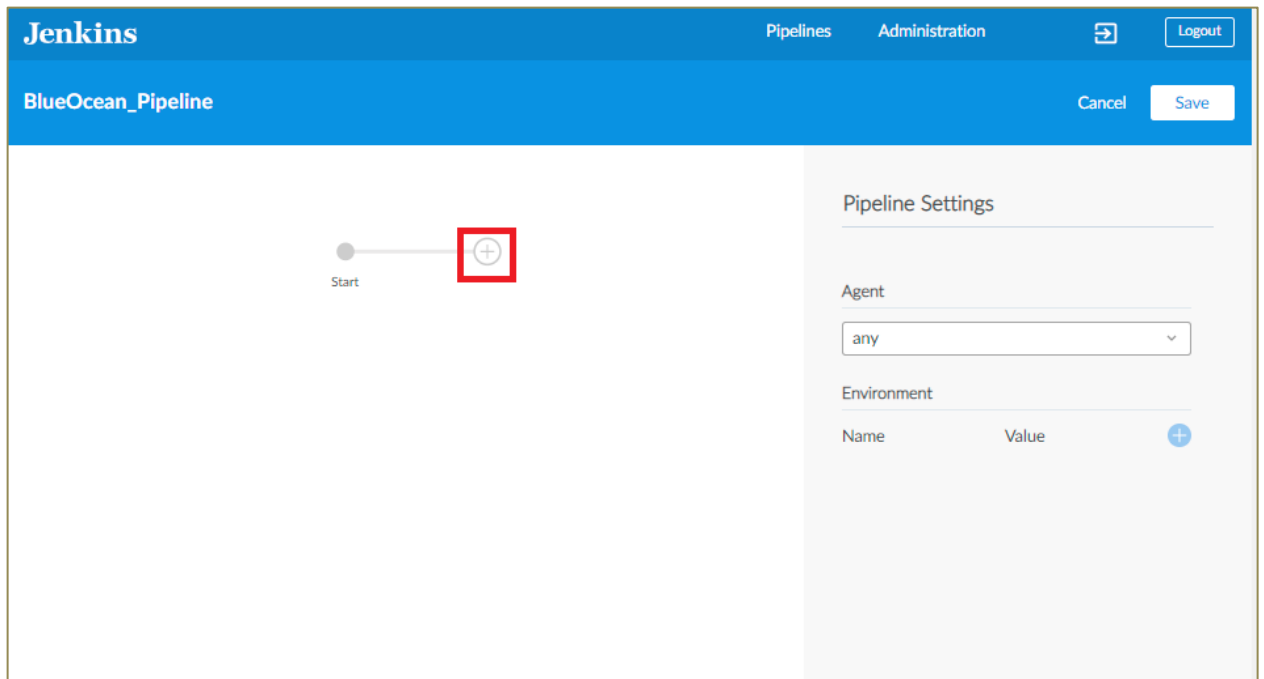 Jenkins
Pipelines
Administration
Logout
BlueOcean_Pipeline
Cancel
Save
Start
Pipeline Settings
Agent
any
Environment
Name
Value